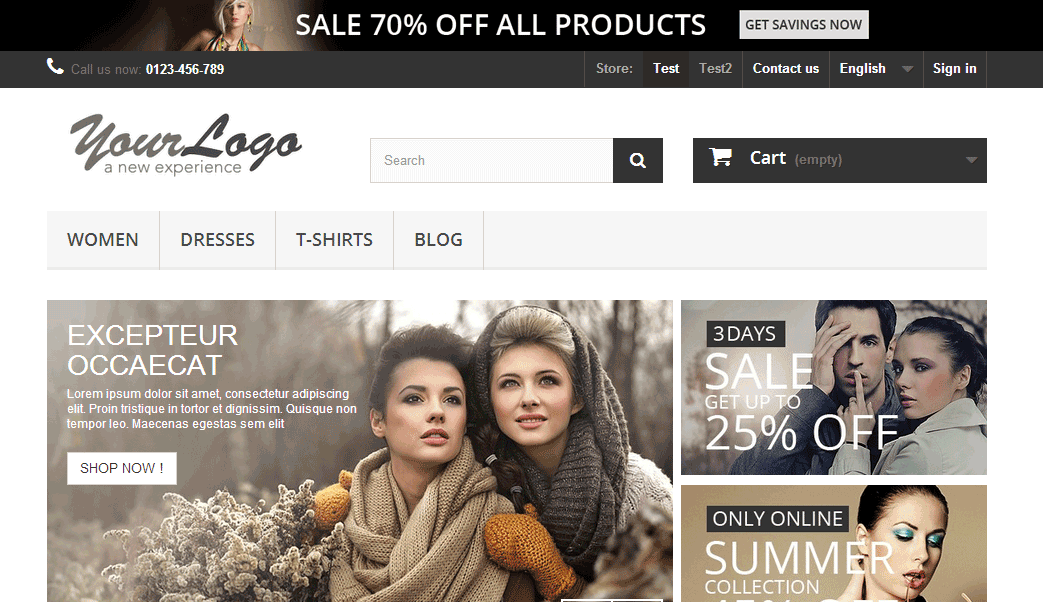 SALE 70% OFF ALL PRODUCTS
GET SAVINGS NOW
Call us now: 0123-456-789
Store: Test Test2 Contact us English Sign in
YourLogo
a new experience
Search
Cart (empty)
WOMEN DRESSES T-SHIRTS BLOG
EXCEPTEUR
OCCAECAT
Lorem ipsum dolor sit amet, consectetur adipiscing
elit. Proin tristique in tortor et dignissim. Quisque non
tempor leo. Maecenas egestas sem elit
SHOP NOW !
3DAYS
SALE
GET UP TO
25% OFF
ONLY ONLINE
SUMMER
COLLECTION